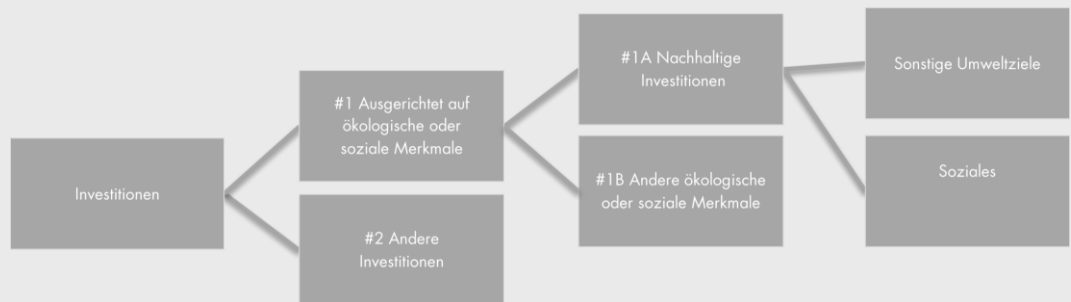 Investitionen
#1 Ausgerichtet auf
ökologische oder
soziale Merkmale
#2 Andere
Investitionen
#1A Nachhaltige
Investitionen
#1B Andere ökologische
oder soziale Merkmale
Sonstige Umweltziele
Soziales